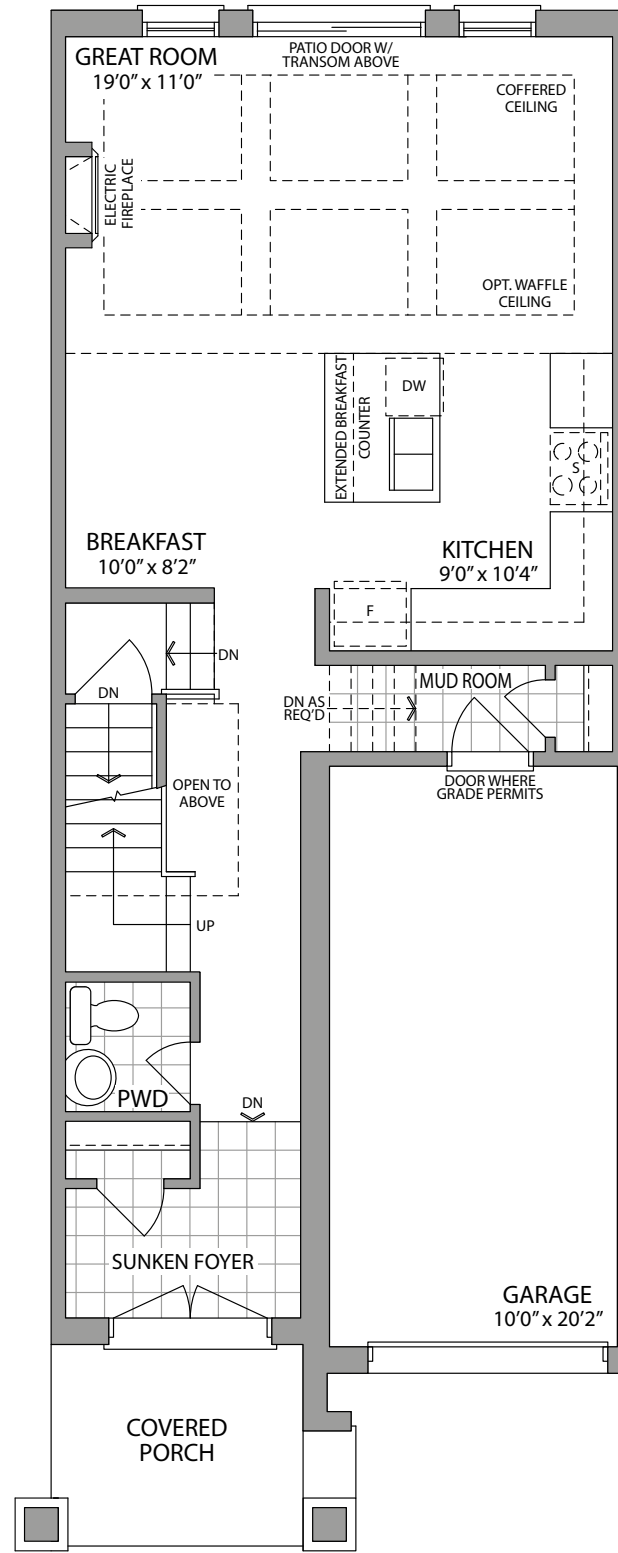 GREAT ROOM
19'0" x 11'0"
PATIO DOOR W/
TRANSOM ABOVE
COFFERED
CEILING
ELECTRIC
FIREPLACE
OPT. WAFFLE
CEILING
EXTENDED BREAKFAST
COUNTER
DW
S
BREAKFAST
10'0" x 8'2"
KITCHEN
9'0" x 10'4"
F
DN
DN
MUD ROOM
DN AS
REQ'D
OPEN TO
ABOVE
DOOR WHERE
GRADE PERMITS
UP
PWD
DN
SUNKEN FOYER
GARAGE
10'0" x 20'2"
COVERED
PORCH